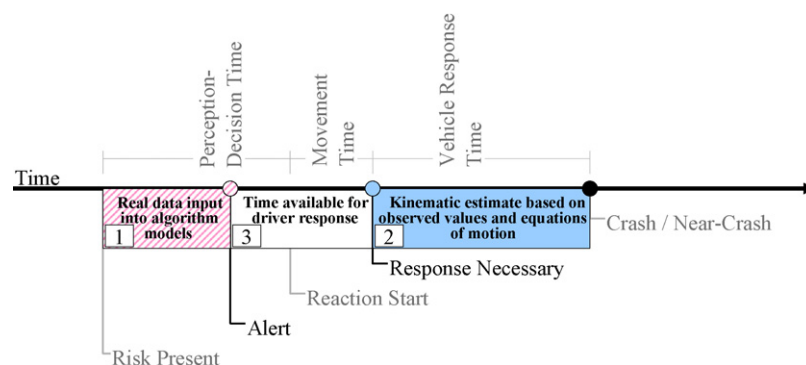 Perception-
Decision Time
Movement
Time
Vehicle Response
Time
Time
Real data input
into algorithm
models
1
Time available for
driver response
3
Kinematic estimate based on
observed values and equations
of motion
2
Crash / Near-Crash
Response Necessary
Reaction Start
Alert
Risk Present